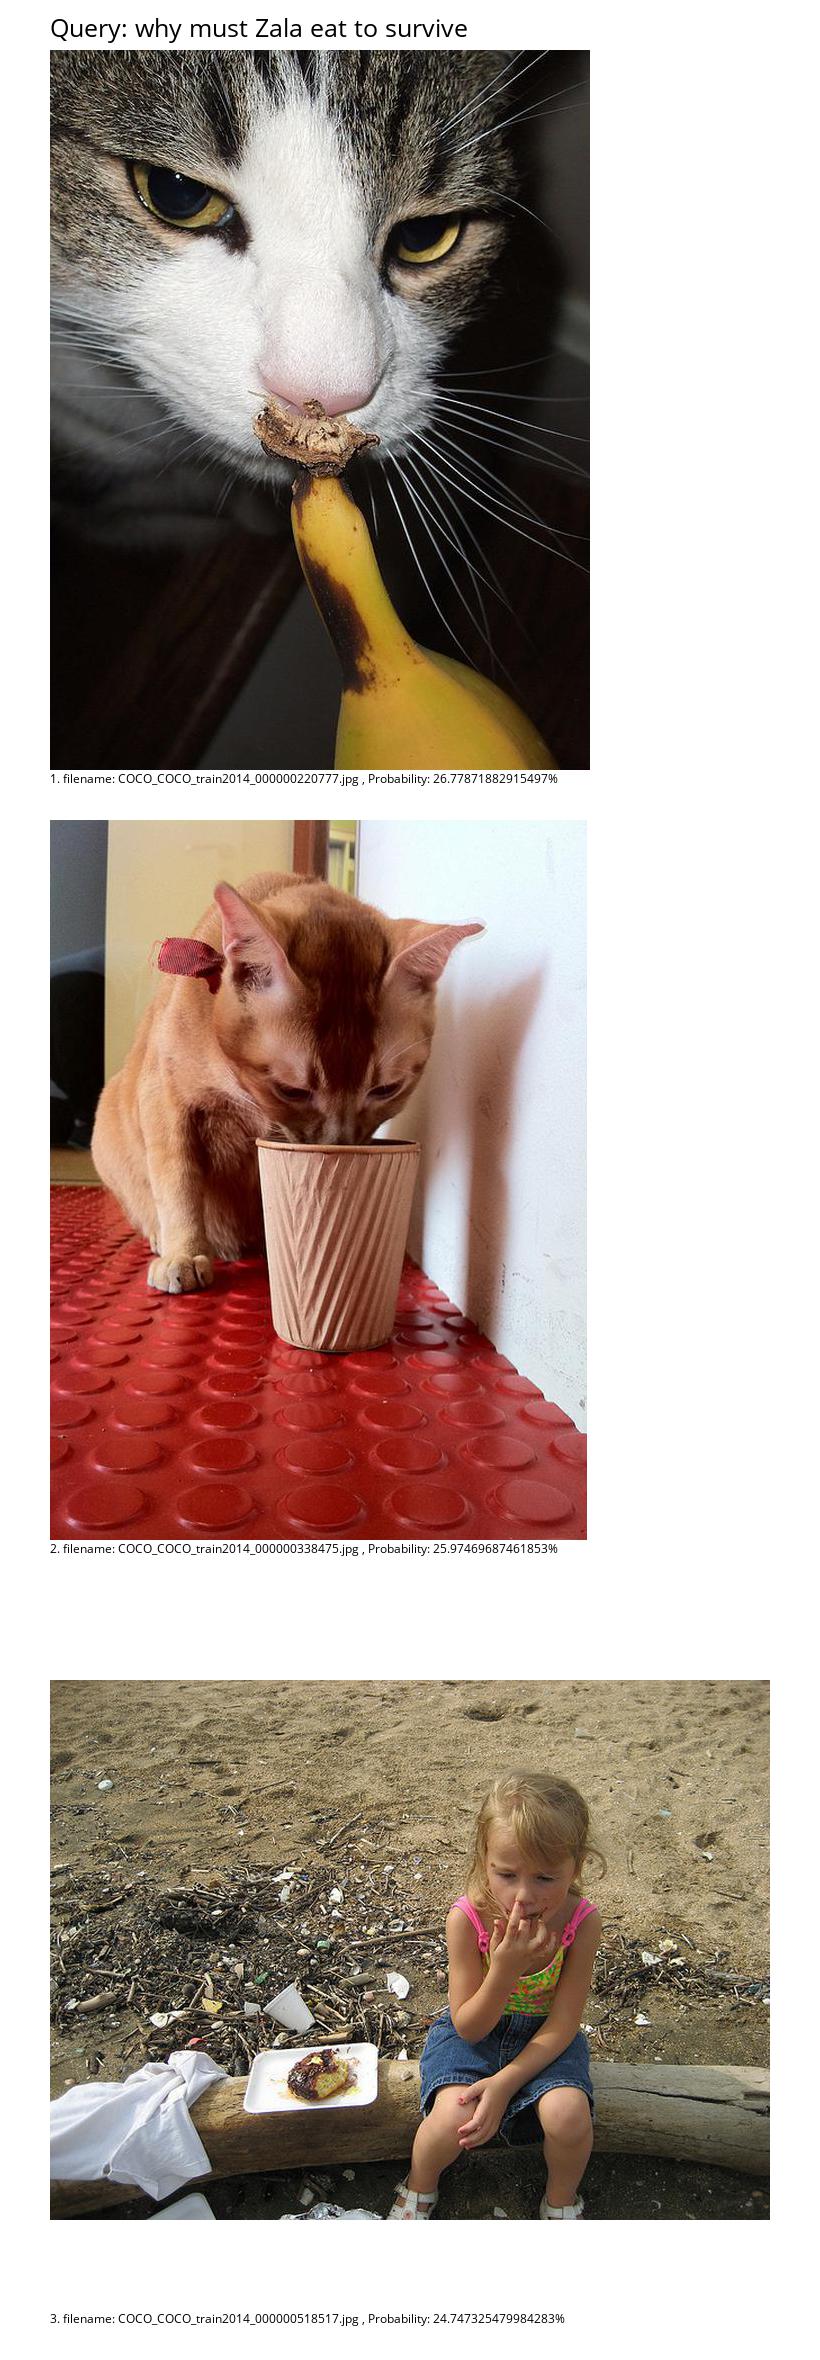 Query: why must Zala eat to survive
1. filename: COCO_COCO_train2014_000000220777.jpg , Probability: 26.77871882915497%
2. filename: COCO_COCO_train2014_000000338475.jpg , Probability: 25.97469687461853%
3. filename: COCO_COCO_train2014_000000518517.jpg , Probability: 24.747325479984283%